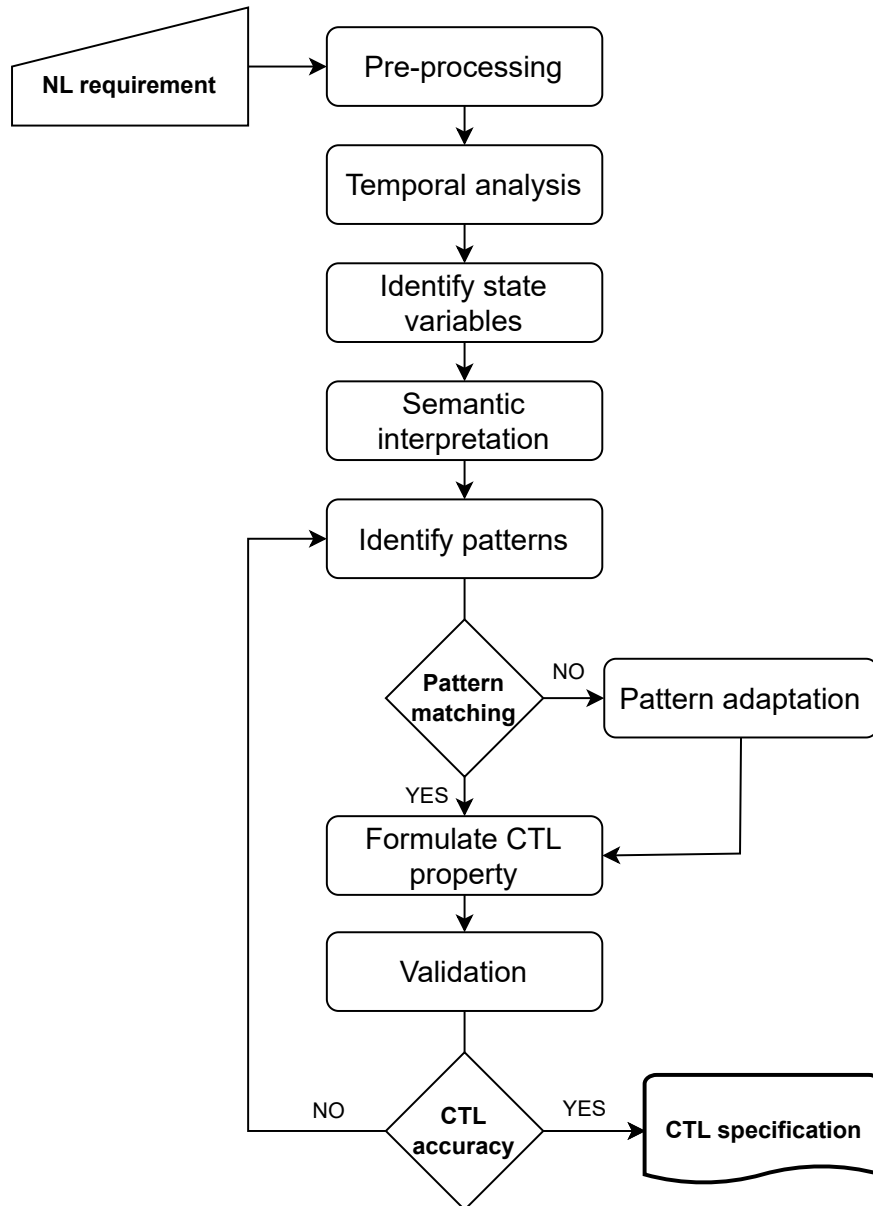 NL requirement
Pre-processing
Temporal analysis
Identify state
variables
Semantic
interpretation
Identify patterns
Pattern
matching
NO
Pattern adaptation
YES
Formulate CTL
property
Validation
NO
CTL
accuracy
YES
CTL specification